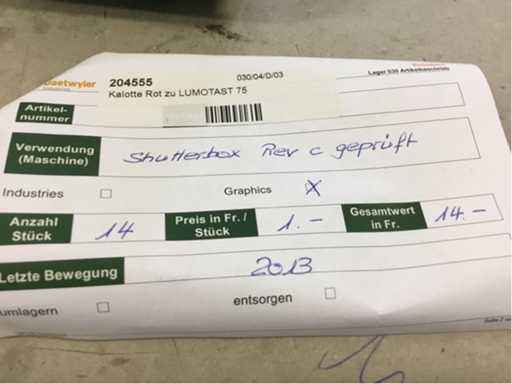 Daetwyler
Industries
204555
030/04/D/03
Kalotte Rot zu LUMOTAST 75
Lager 030 Artikelbeschrieb
Artikel-
nummer
Verwendung
(Maschine)
Shutterbox Rev c geprüft
Industries ☐ Graphics ☒
Anzahl
Stück
14
Preis in Fr. /
Stück
1.-
Gesamtwert
in Fr.
14.-
Letzte Bewegung
2013
umlagern ☐ entsorgen ☐